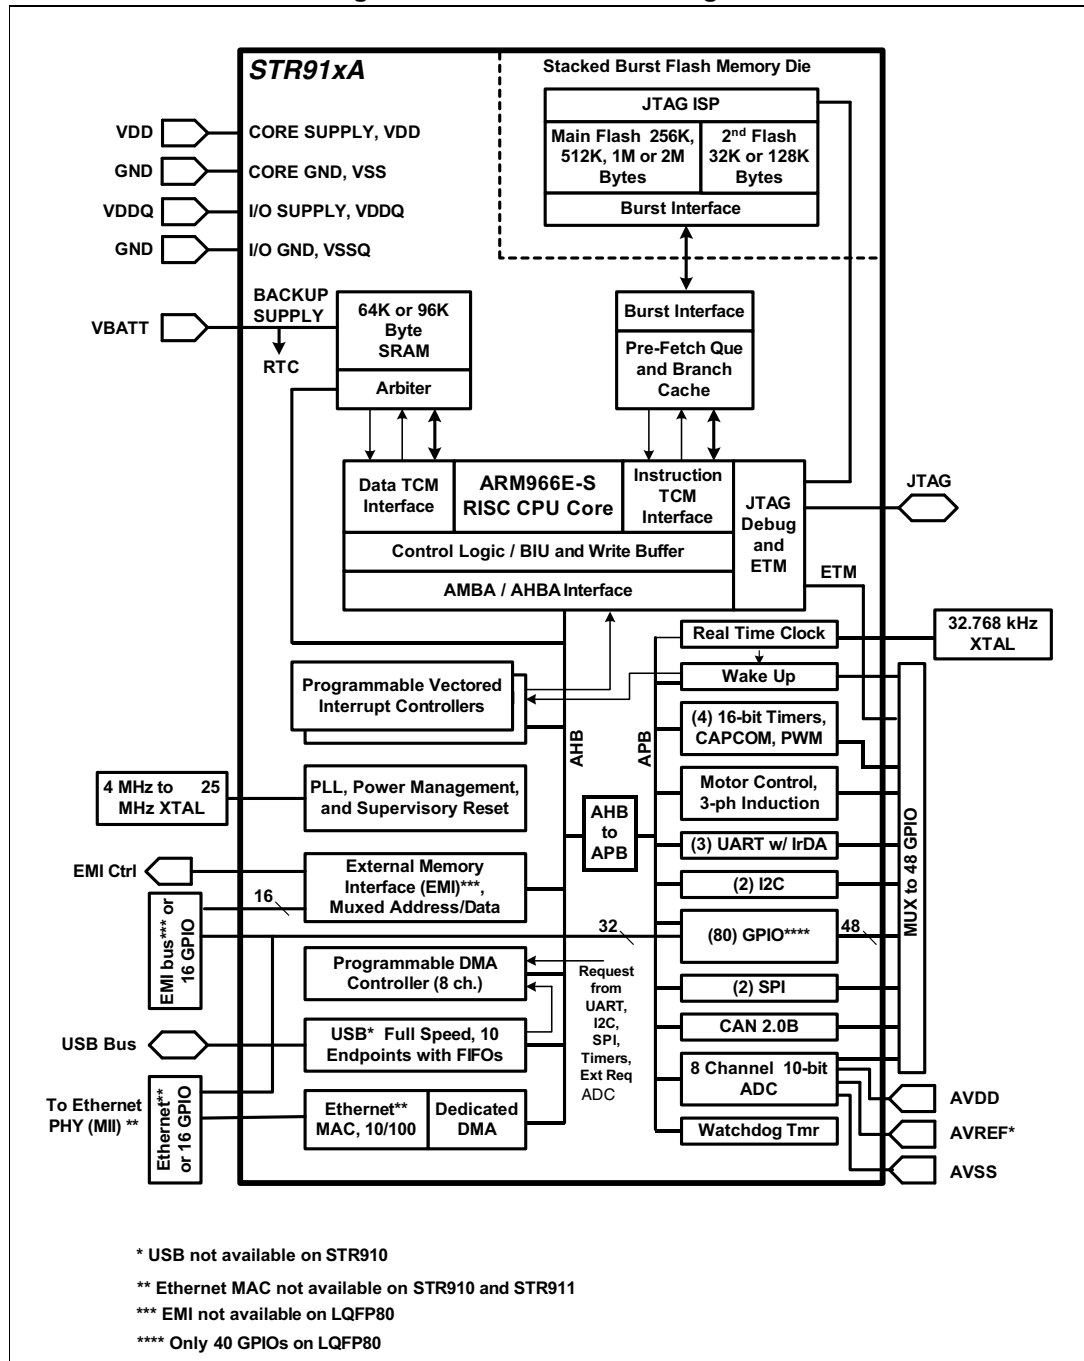 STR91xA
Stacked Burst Flash Memory Die
JTAG ISP
Main Flash 256K,
512K, 1M or 2M
Bytes
2nd Flash
32K or 128K
Bytes
Burst Interface
VDD
CORE SUPPLY, VDD
GND
CORE GND, VSS
VDDQ
I/O SUPPLY, VDDQ
GND
I/O GND, VSSQ
VBATT
BACKUP
SUPPLY
RTC
64K or 96K
Byte
SRAM
Arbiter
Burst Interface
Pre-Fetch Que
and Branch
Cache
Data TCM
Interface
ARM966E-S
RISC CPU Core
Instruction
TCM
Interface
JTAG
Debug
and
ETM
JTAG
Control Logic / BIU and Write Buffer
AMBA / AHBA Interface
ETM
Real Time Clock
32.768 kHz
XTAL
Wake Up
Programmable Vectored
Interrupt Controllers
AHB
APB
(4) 16-bit Timers,
CAPCOM, PWM
4 MHz to 25
MHz XTAL
PLL, Power Management,
and Supervisory Reset
Motor Control,
3-ph Induction
AHB
to
APB
(3) UART w/ IrDA
MUX to 48 GPIO
EMI Ctrl
External Memory
Interface (EMI)***,
Muxed Address/Data
(2) I2C
16
EMI bus*** or
16 GPIO
32
(80) GPIO****
48
Programmable DMA
Controller (8 ch.)
Request
from
UART,
I2C,
SPI,
Timers,
Ext Req
ADC
(2) SPI
USB Bus
USB* Full Speed, 10
Endpoints with FIFOs
CAN 2.0B
8 Channel 10-bit
ADC
To Ethernet
PHY (MII) **
Ethernet**
or 16 GPIO
Ethernet**
MAC, 10/100
Dedicated
DMA
Watchdog Tmr
AVDD
AVREF*
AVSS
* USB not available on STR910
** Ethernet MAC not available on STR910 and STR911
*** EMI not available on LQFP80
**** Only 40 GPIOs on LQFP80